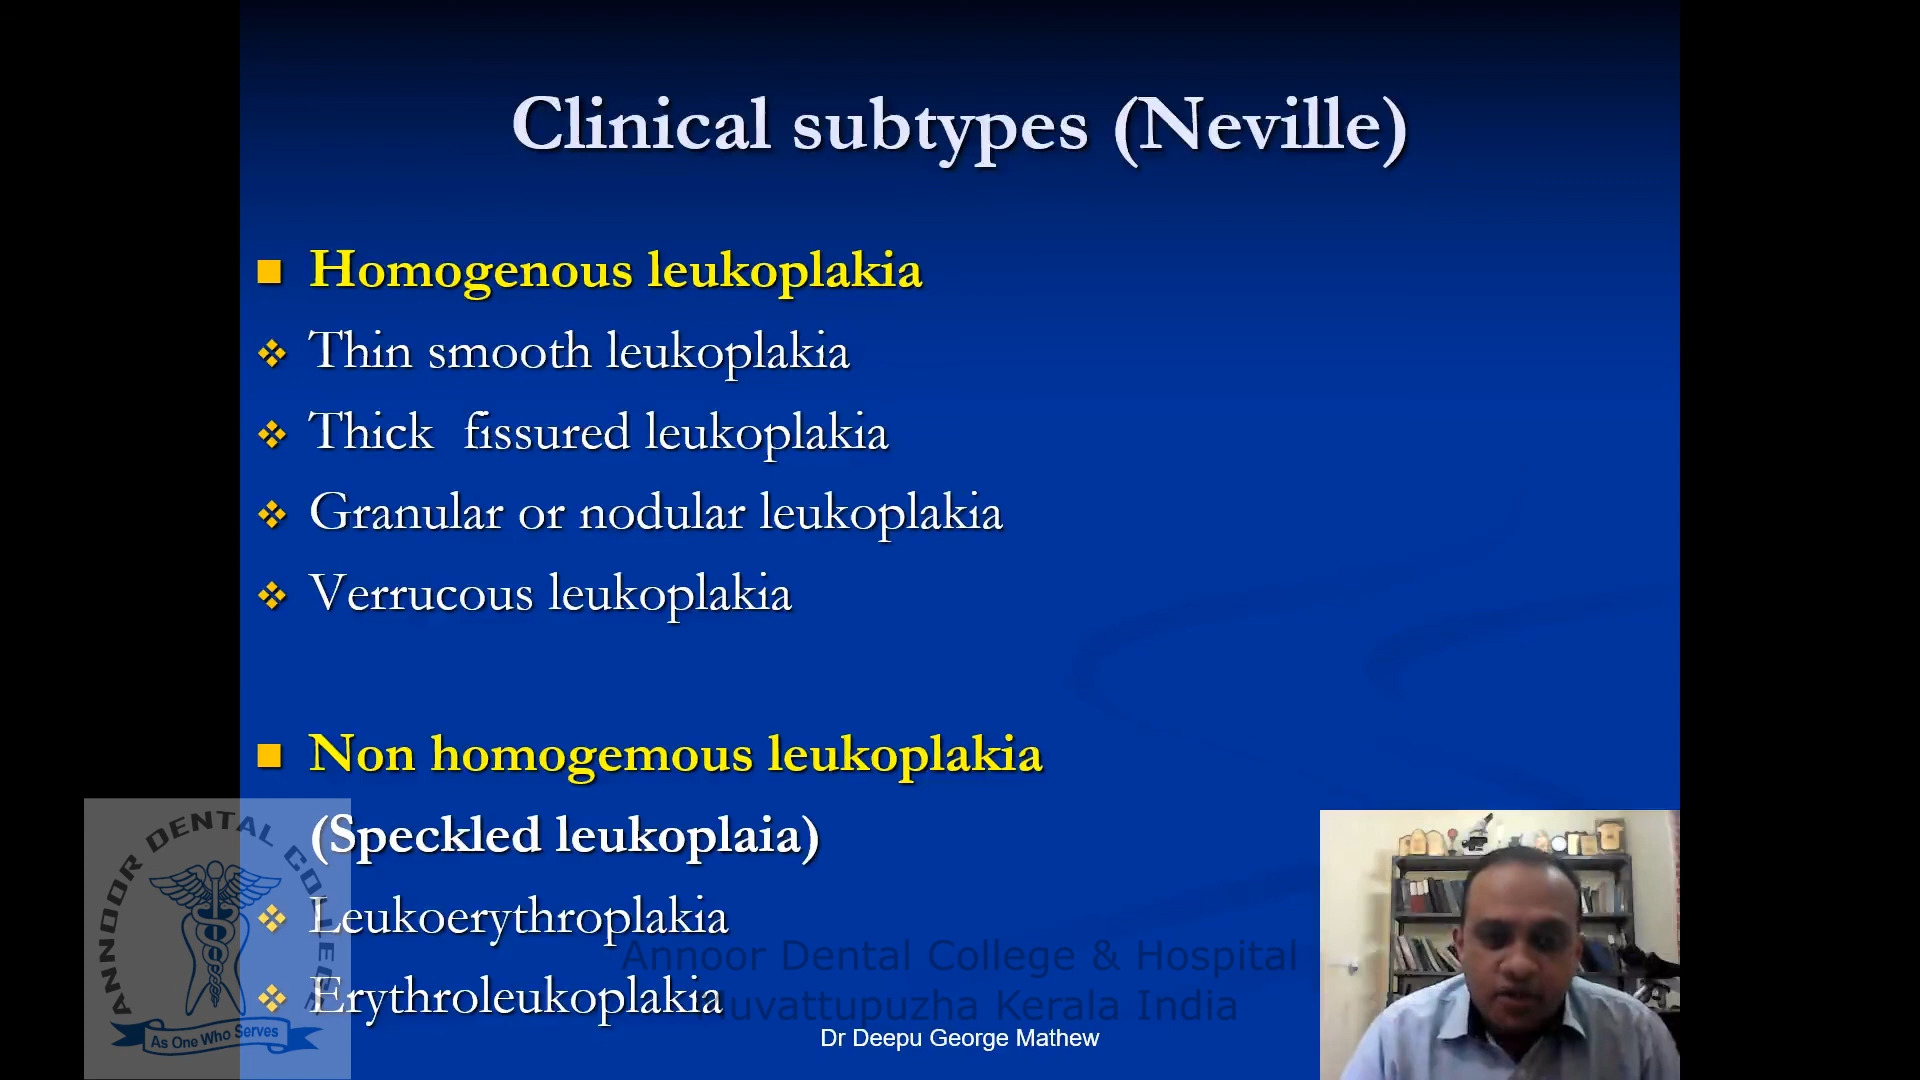 Clinical subtypes (Neville)
Homogenous leukoplakia
Thin smooth leukoplakia
Thick fissured leukoplakia
Granular or nodular leukoplakia
Verrucous leukoplakia
Non homogemous leukoplakia
(Speckled leukoplaia)
Leukoerythroplakia
Erythroleukoplakia
ANNOOR DENTAL COLLEGE
As One Who Serves
Annoor Dental College & Hospital
Kerala India
Dr Deepu George Mathew